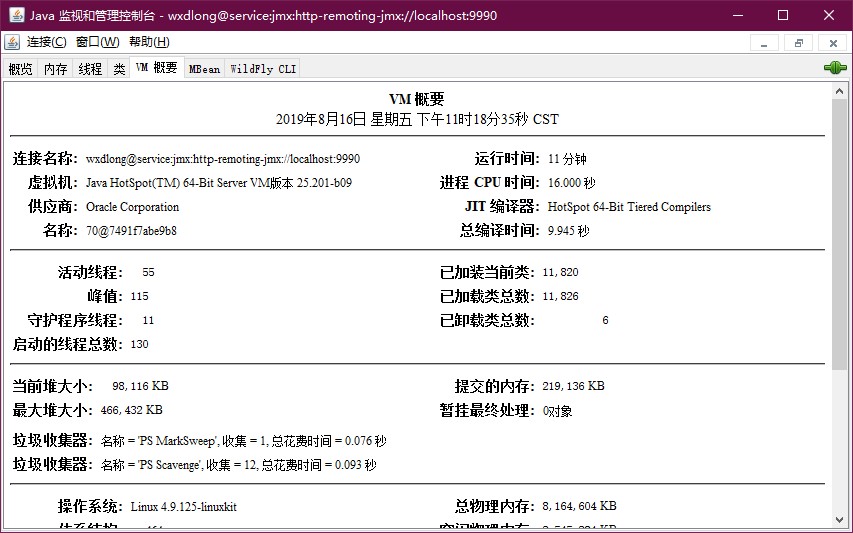 Java 监视和管理控制台 - wxdlong@service:jmx:http-remoting-jmx://localhost:9990
连接(C) 窗口(W) 帮助(H)
概览 内存 线程 类 VM 概要 MBean WildFly CLI
VM 概要
2019年8月16日 星期五 下午11时18分35秒 CST
连接名称: wxdlong@service:jmx:http-remoting-jmx://localhost:9990 运行时间: 11 分钟
虚拟机: Java HotSpot(TM) 64-Bit Server VM版本 25.201-b09 进程 CPU 时间: 16.000 秒
供应商: Oracle Corporation JIT 编译器: HotSpot 64-Bit Tiered Compilers
名称: 70@7491f7abe9b8 总编译时间: 9.945 秒
活动线程: 55 已加装当前类: 11,820
峰值: 115 已加载类总数: 11,826
守护程序线程: 11 已卸载类总数: 6
启动的线程总数: 130
当前堆大小: 98,116 KB 提交的内存: 219,136 KB
最大堆大小: 466,432 KB 暂挂最终处理: 0对象
垃圾收集器: 名称 = 'PS MarkSweep', 收集 = 1, 总花费时间 = 0.076 秒
垃圾收集器: 名称 = 'PS Scavenge', 收集 = 12, 总花费时间 = 0.093 秒
操作系统: Linux 4.9.125-linuxkit 总物理内存: 8,164,604 KB